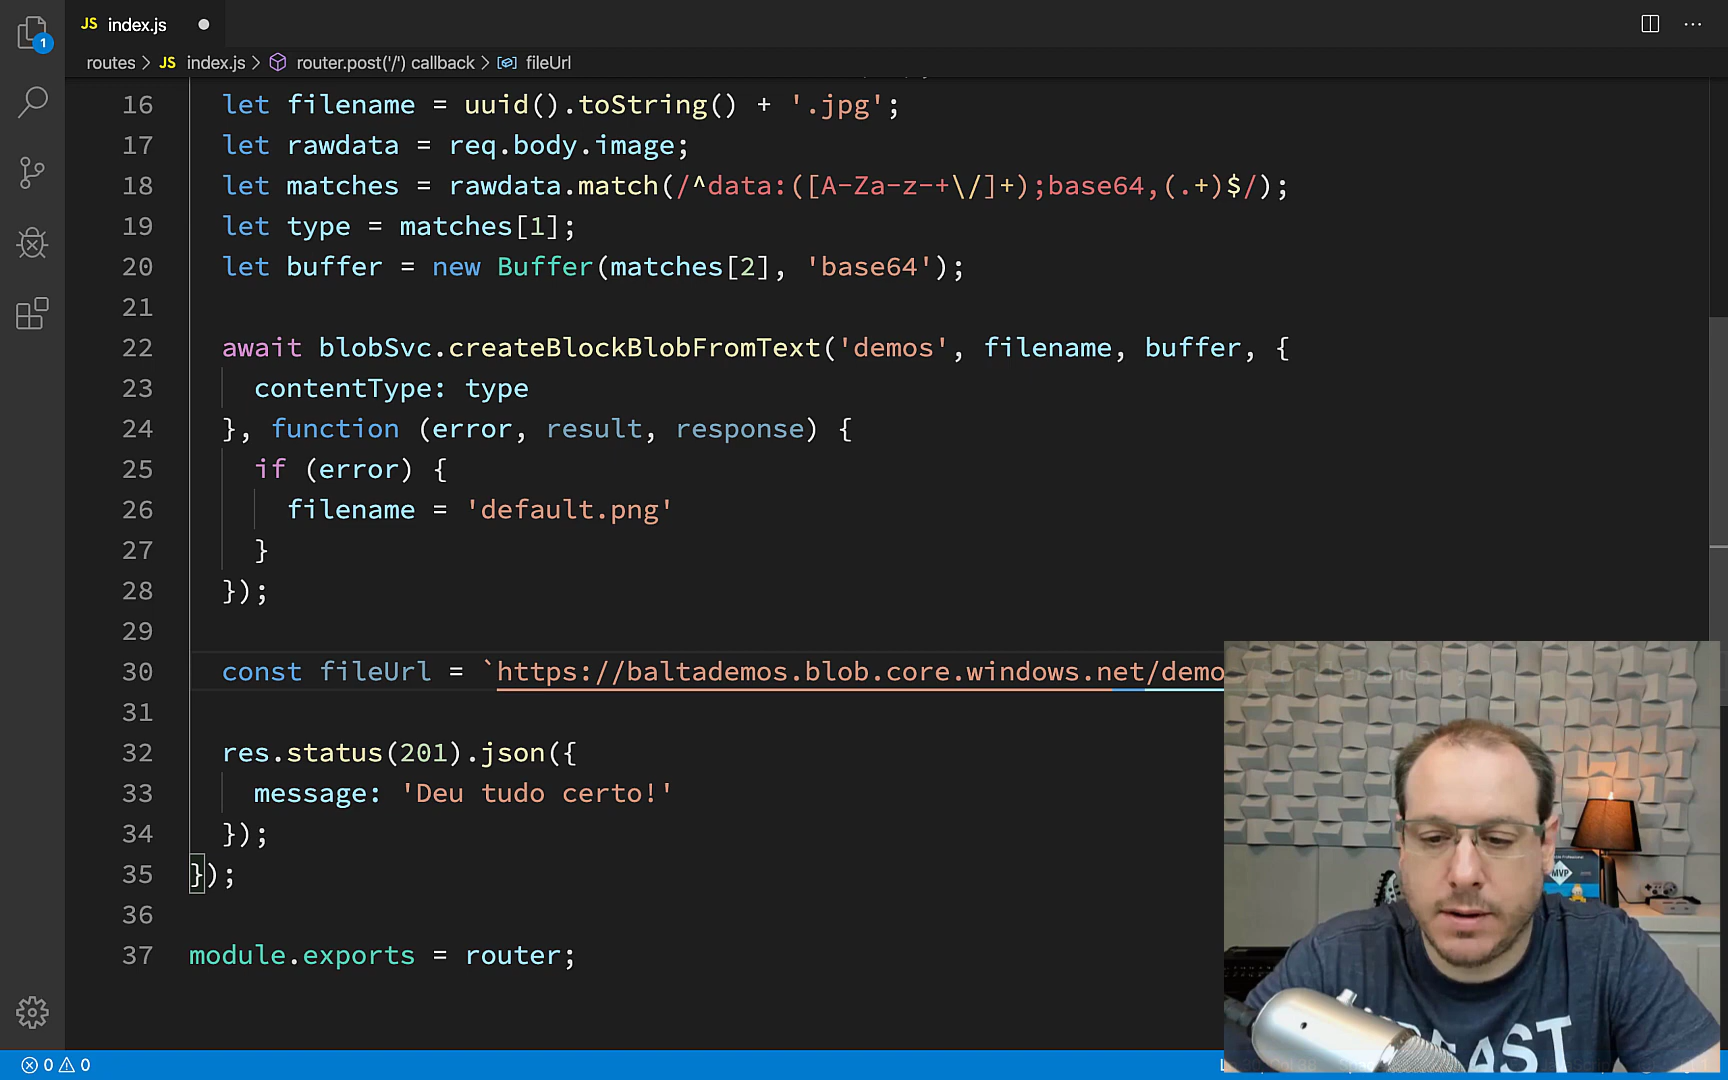 JS index.js
1
routes > JS index.js > router.post('/') callback > fileUrl
16 let filename = uuid().toString() + '.jpg';
17 let rawdata = req.body.image;
18 let matches = rawdata.match(/^data:([A-Za-z-+\/]+);base64,(.+)$/);
19 let type = matches[1];
20 let buffer = new Buffer(matches[2], 'base64');
21
22 await blobSvc.createBlockBlobFromText('demos', filename, buffer, {
23 contentType: type
24 }, function (error, result, response) {
25 if (error) {
26 filename = 'default.png'
27 }
28 });
29
30 const fileUrl = `https://baltademos.blob.core.windows.net/demo
31
32 res.status(201).json({
33 message: 'Deu tudo certo!'
34 });
35 });
36
37 module.exports = router;
MVP
0 0